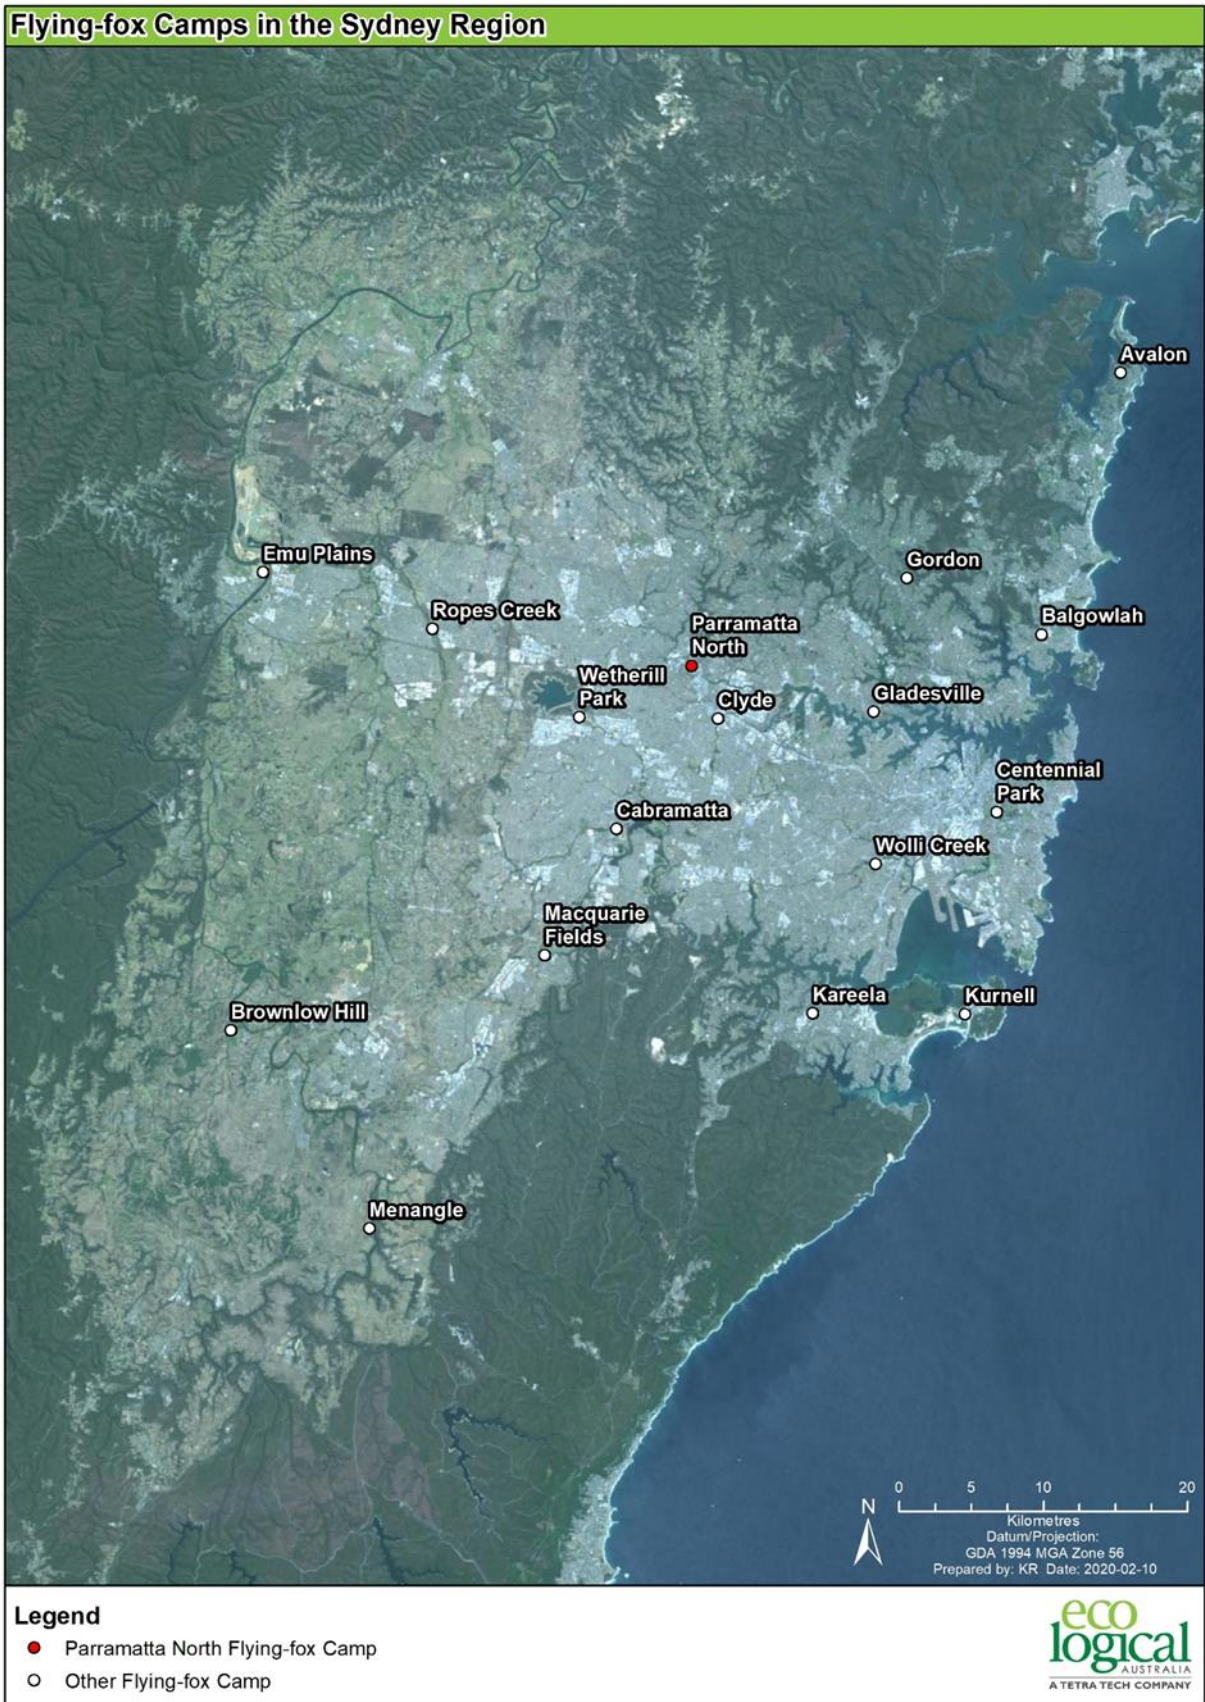 Flying-fox Camps in the Sydney Region
Avalon
Emu Plains
Gordon
Ropes Creek
Balgowlah
Parramatta
North
Wetherill
Park
Clyde
Gladesville
Centennial
Park
Cabramatta
Wolli Creek
Macquarie
Fields
Kareela
Kurnell
Brownlow Hill
Menangle
0 5 10 20
N
Kilometres
Datum/Projection:
GDA 1994 MGA Zone 56
Prepared by: KR Date: 2020-02-10
Legend
Parramatta North Flying-fox Camp
Other Flying-fox Camp
eco
logical
AUSTRALIA
A TETRA TECH COMPANY